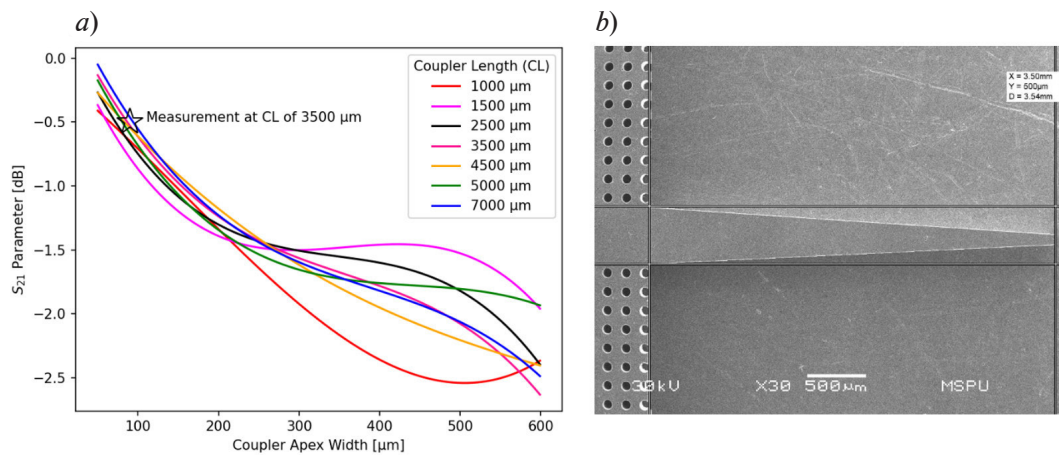 a)
0.0
−0.5
−1.0
−1.5
−2.0
−2.5
S21 Parameter [dB]
100
200
300
400
500
600
Coupler Apex Width [µm]
Measurement at CL of 3500 µm
Coupler Length (CL)
1000 µm
1500 µm
2500 µm
3500 µm
4500 µm
5000 µm
7000 µm
b)
X = 3.50mm
Y = 500µm
D = 3.54mm
30kV X30 500µm MSPU